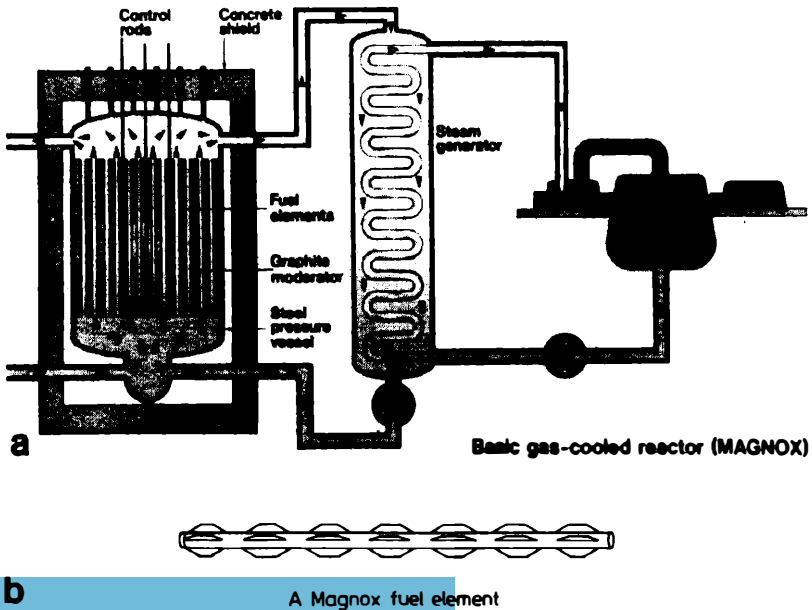 Control
rods
Concrete
shield
Steam
generator
Fuel
elements
Graphite
moderator
Steel
pressure
vessel
a
Basic gas-cooled reactor (MAGNOX)
b
A Magnox fuel element